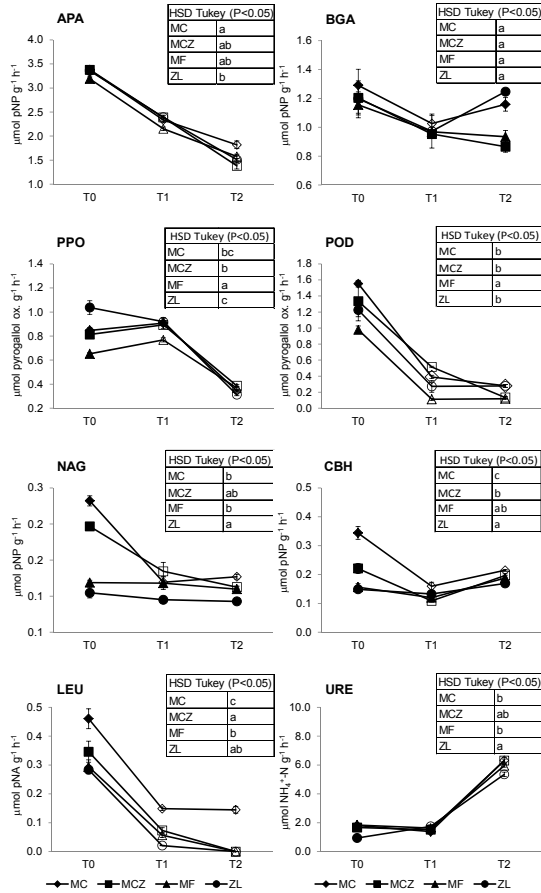 APA
HSD Tukey (P<0.05)
MC a
MCZ ab
MF ab
ZL b
µmol pNP g⁻¹ h⁻¹
4.0
3.5
3.0
2.5
2.0
1.5
1.0
T0 T1 T2
BGA
HSD Tukey (P<0.05)
MC a
MCZ a
MF a
ZL a
µmol pNP g⁻¹ h⁻¹
1.6
1.4
1.2
1.0
0.8
0.6
T0 T1 T2
PPO
HSD Tukey (P<0.05)
MC bc
MCZ b
MF a
ZL c
µmol pyrogallol ox. g⁻¹ h⁻¹
1.4
1.2
1.0
0.8
0.6
0.4
0.2
T0 T1 T2
POD
HSD Tukey (P<0.05)
MC b
MCZ b
MF a
ZL b
µmol pyrogallol ox. g⁻¹ h⁻¹
1.8
1.6
1.4
1.2
1.0
0.8
0.6
0.4
0.2
0.0
T0 T1 T2
NAG
HSD Tukey (P<0.05)
MC b
MCZ ab
MF b
ZL a
µmol pNP g⁻¹ h⁻¹
0.3
0.2
0.2
0.1
0.1
T0 T1 T2
CBH
HSD Tukey (P<0.05)
MC c
MCZ b
MF ab
ZL a
µmol pNP g⁻¹ h⁻¹
0.5
0.4
0.3
0.2
0.1
0.0
T0 T1 T2
LEU
HSD Tukey (P<0.05)
MC c
MCZ a
MF b
ZL ab
µmol pNA g⁻¹ h⁻¹
0.5
0.4
0.3
0.2
0.1
0.0
T0 T1 T2
URE
HSD Tukey (P<0.05)
MC b
MCZ ab
MF b
ZL a
µmol NH₄⁺-N g⁻¹ h⁻¹
10.0
8.0
6.0
4.0
2.0
0.0
T0 T1 T2
MC MCZ MF ZL
MC MCZ MF ZL